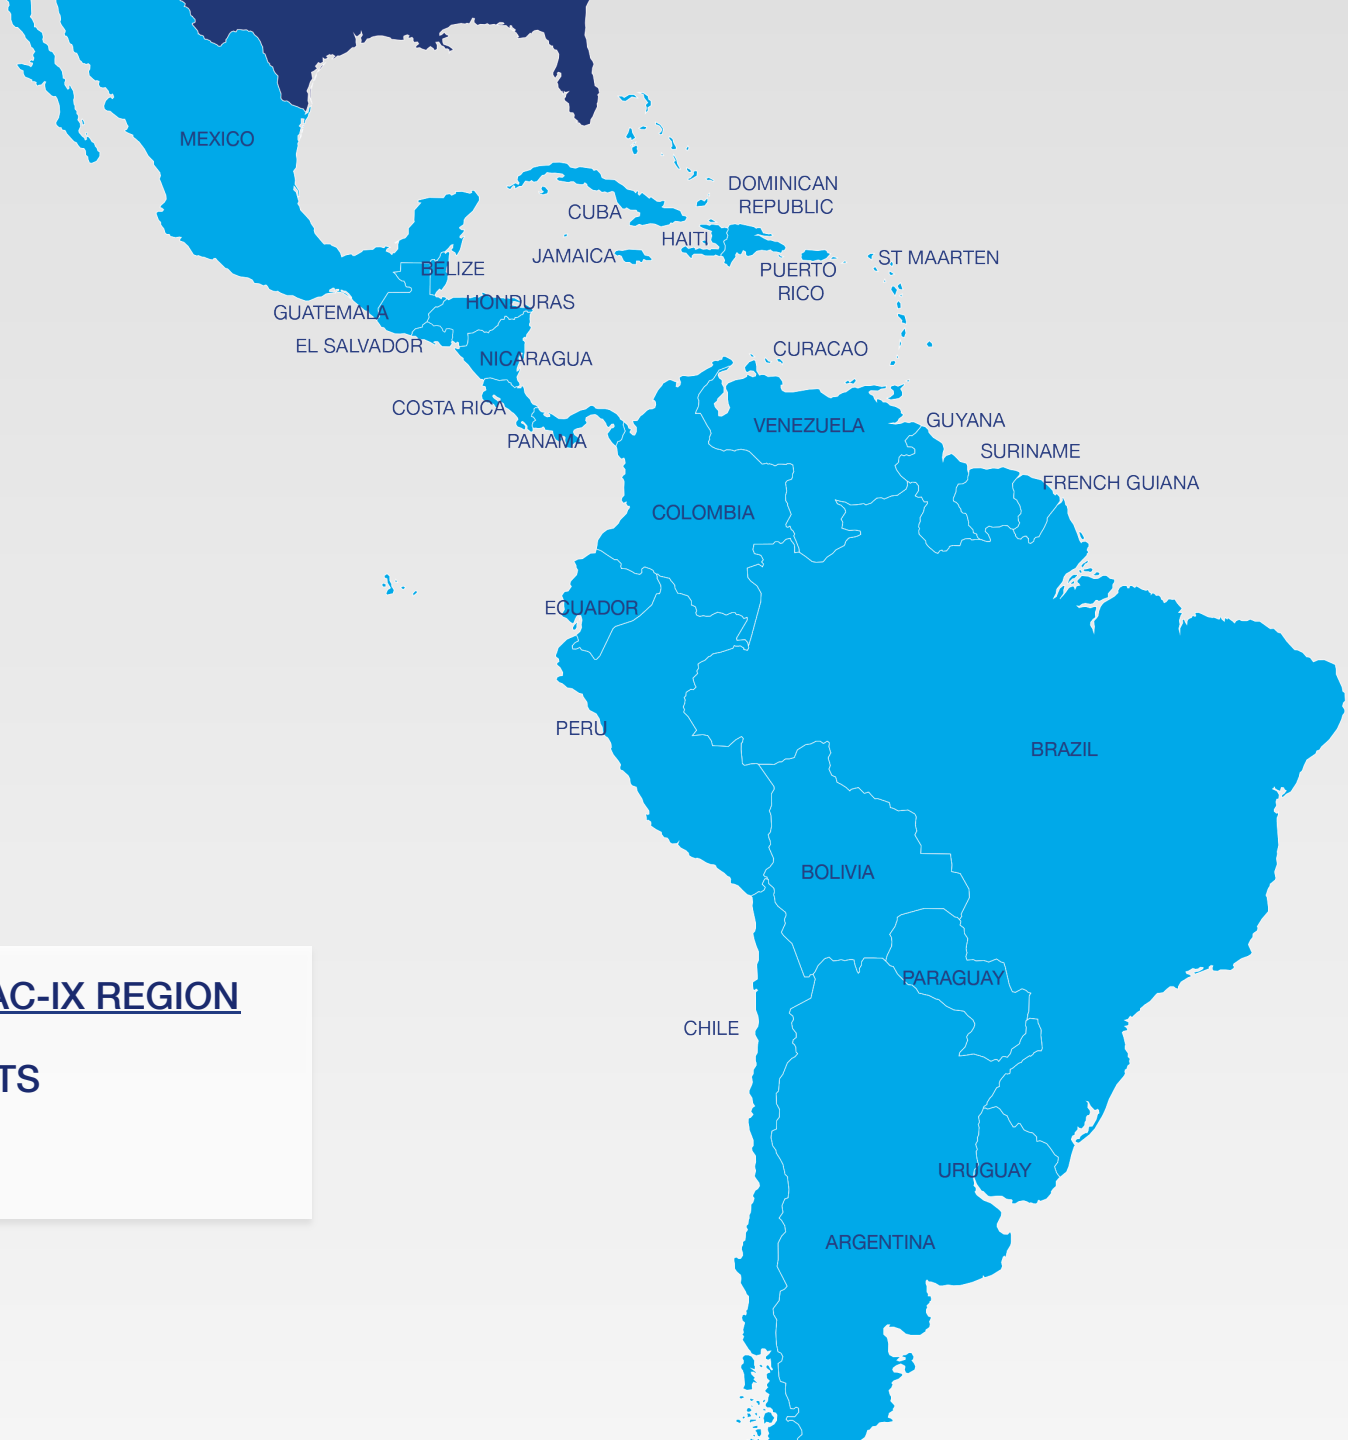 MEXICO
DOMINICAN
REPUBLIC
CUBA
HAITI
JAMAICA
ST MAARTEN
BELIZE
PUERTO
RICO
HONDURAS
GUATEMALA
EL SALVADOR
CURACAO
NICARAGUA
COSTA RICA
PANAMA
VENEZUELA
GUYANA
SURINAME
FRENCH GUIANA
COLOMBIA
ECUADOR
PERU
BRAZIL
BOLIVIA
PARAGUAY
AC-IX REGION
CHILE
TS
URUGUAY
ARGENTINA